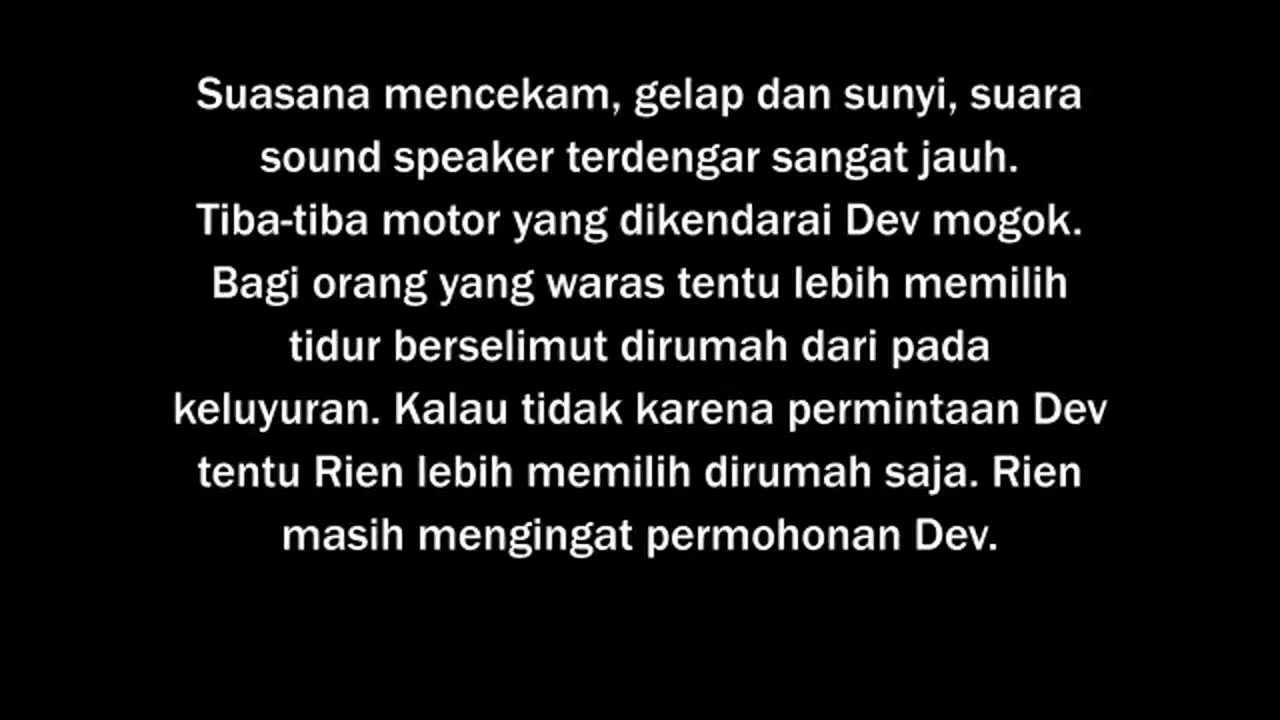 Suasana mencekam, gelap dan sunyi, suara
sound speaker terdengar sangat jauh.
Tiba-tiba motor yang dikendarai Dev mogok.
Bagi orang yang waras tentu lebih memilih
tidur berselimut dirumah dari pada
keluyuran. Kalau tidak karena permintaan Dev
tentu Rien lebih memilih dirumah saja. Rien
masih mengingat permohonan Dev.